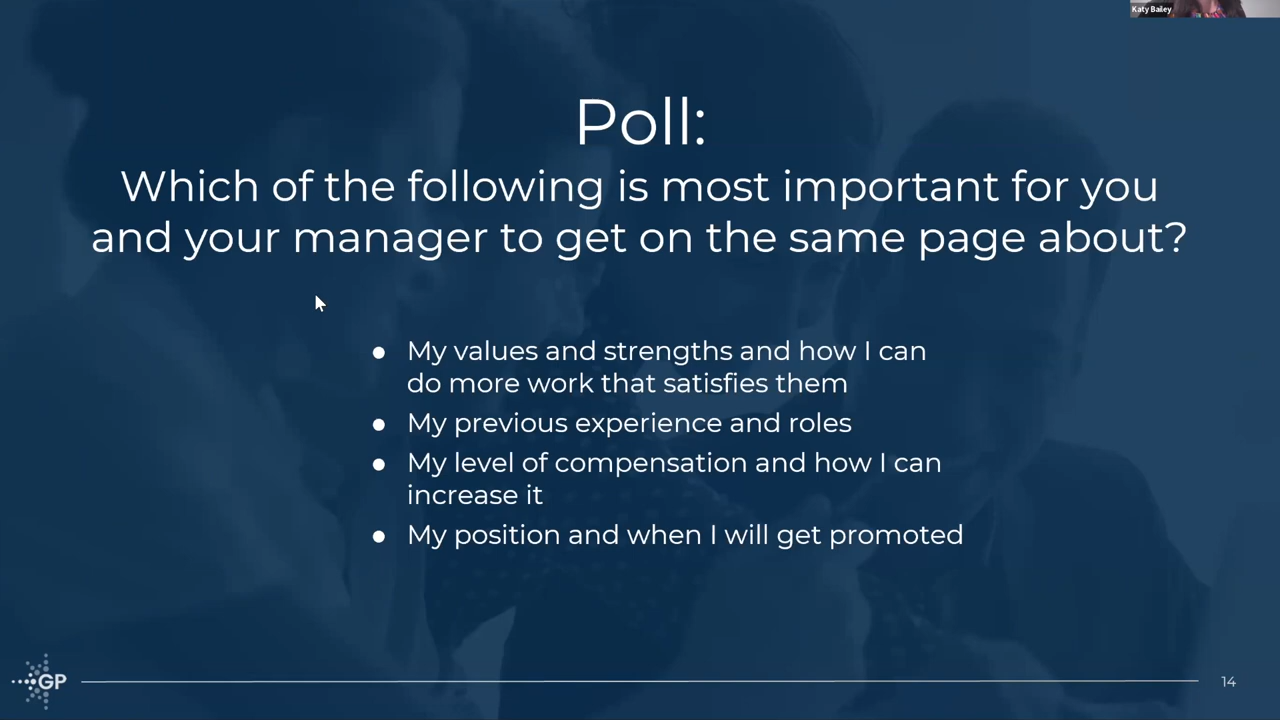 Katy Bailey
Poll:
Which of the following is most important for you
and your manager to get on the same page about?
● My values and strengths and how I can
do more work that satisfies them
● My previous experience and roles
● My level of compensation and how I can
increase it
● My position and when I will get promoted
GP
14